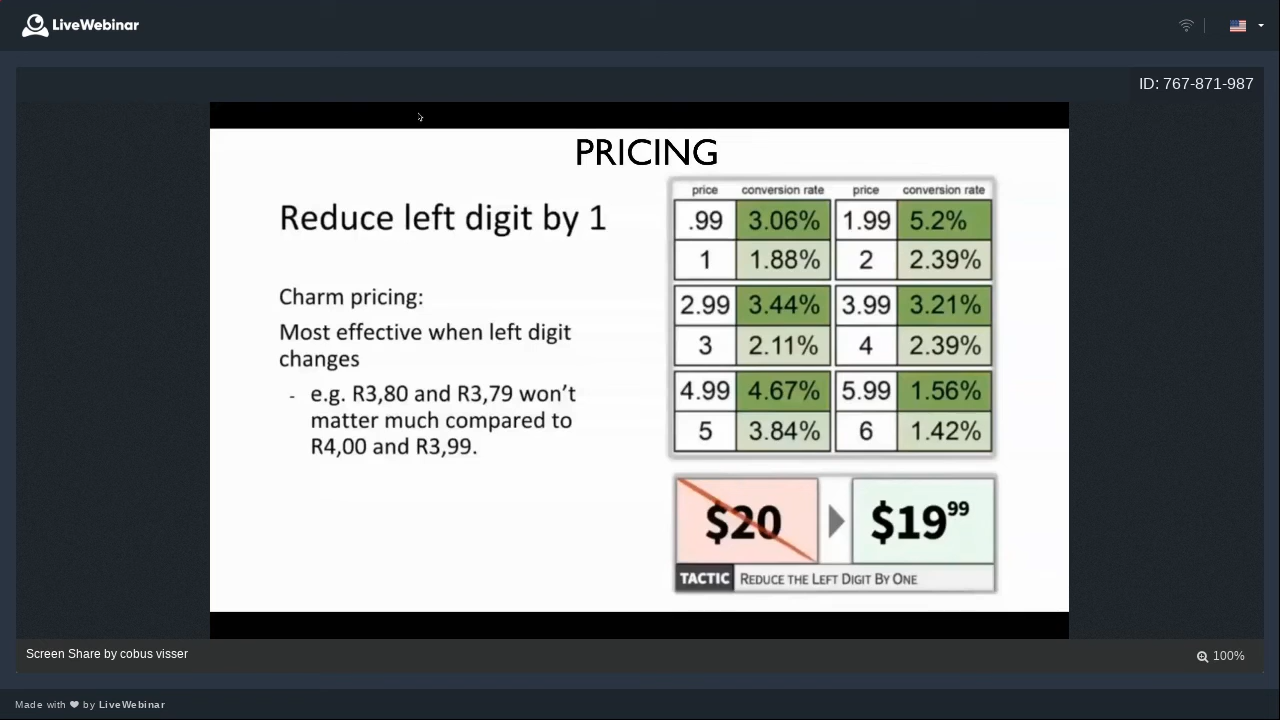 LiveWebinar
ID: 767-871-987
PRICING
Reduce left digit by 1
Charm pricing:
Most effective when left digit
changes
- e.g. R3,80 and R3,79 won't
matter much compared to
R4,00 and R3,99.
price conversion rate price conversion rate
.99 3.06% 1.99 5.2%
1 1.88% 2 2.39%
2.99 3.44% 3.99 3.21%
3 2.11% 4 2.39%
4.99 4.67% 5.99 1.56%
5 3.84% 6 1.42%
$20 $1999
TACTIC REDUCE THE LEFT DIGIT BY ONE
Screen Share by cobus visser
100%
Made with ❤ by LiveWebinar